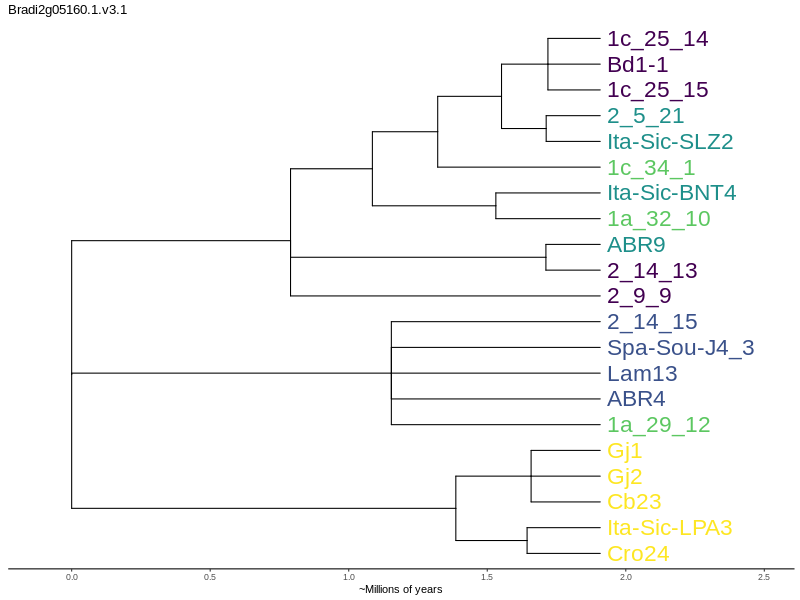 Bradi2g05160.1.v3.1
1c_25_14
Bd1-1
1c_25_15
2_5_21
Ita-Sic-SLZ2
1c_34_1
Ita-Sic-BNT4
1a_32_10
ABR9
2_14_13
2_9_9
2_14_15
Spa-Sou-J4_3
Lam13
ABR4
1a_29_12
Gj1
Gj2
Cb23
Ita-Sic-LPA3
Cro24
0.0 0.5 1.0 1.5 2.0 2.5
~Millions of years